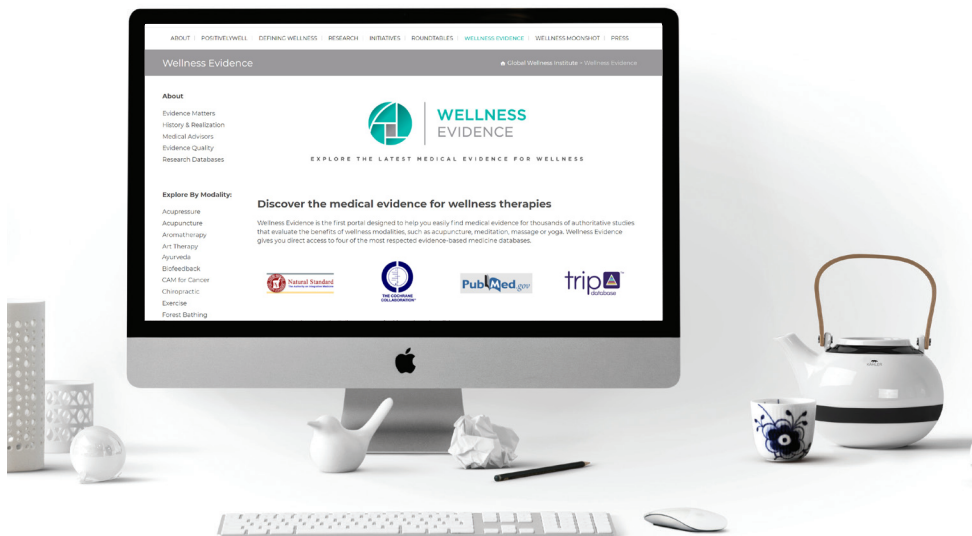 ABOUT POSITIVELYWELL DEFINING WELLNESS RESEARCH INITIATIVES ROUNDTABLES WELLNESS EVIDENCE WELLNESS MOONSHOT PRESS
Wellness Evidence
Global Wellness Institute > Wellness Evidence
About
Evidence Matters
History & Realization
Medical Advisors
Evidence Quality
Research Databases
WELLNESS
EVIDENCE
EXPLORE THE LATEST MEDICAL EVIDENCE FOR WELLNESS
Explore By Modality:
Acupressure
Acupuncture
Aromatherapy
Art Therapy
Ayurveda
Biofeedback
CAM for Cancer
Chiropractic
Exercise
Forest Bathing
Discover the medical evidence for wellness therapies
Wellness Evidence is the first portal designed to help you easily find medical evidence for thousands of authoritative studies
that evaluate the benefits of wellness modalities, such as acupuncture, meditation, massage or yoga. Wellness Evidence
gives you direct access to four of the most respected evidence-based medicine databases.
Natural Standard
The Authority on Integrative Medicine
THE COCHRANE
COLLABORATION®
PubMed.gov
trip
database